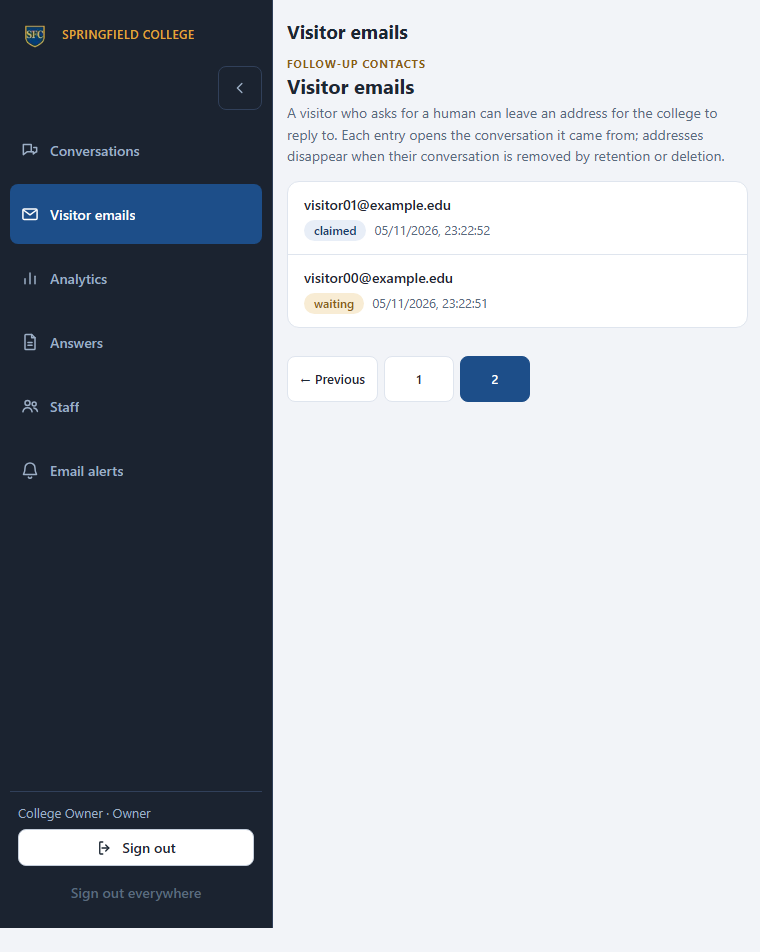 SFC
SPRINGFIELD COLLEGE
Conversations
Visitor emails
Analytics
Answers
Staff
Email alerts
College Owner · Owner
Sign out
Sign out everywhere
Visitor emails
FOLLOW-UP CONTACTS
Visitor emails
A visitor who asks for a human can leave an address for the college to
reply to. Each entry opens the conversation it came from; addresses
disappear when their conversation is removed by retention or deletion.
visitor01@example.edu
claimed 05/11/2026, 23:22:52
visitor00@example.edu
waiting 05/11/2026, 23:22:51
← Previous 1 2